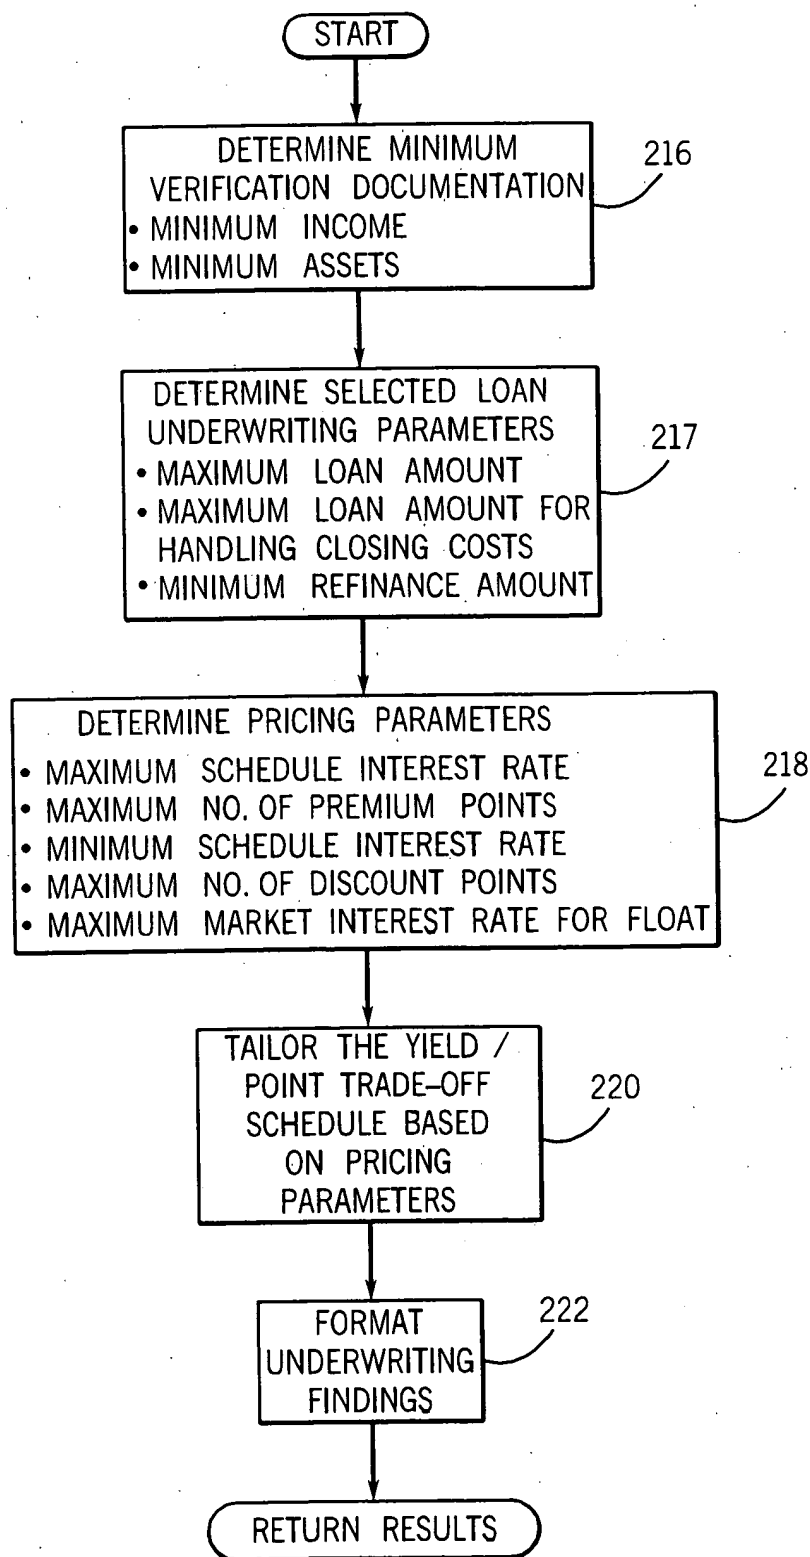 START
DETERMINE MINIMUM
VERIFICATION DOCUMENTATION
• MINIMUM INCOME
• MINIMUM ASSETS
216
DETERMINE SELECTED LOAN
UNDERWRITING PARAMETERS
• MAXIMUM LOAN AMOUNT
• MAXIMUM LOAN AMOUNT FOR
HANDLING CLOSING COSTS
• MINIMUM REFINANCE AMOUNT
217
DETERMINE PRICING PARAMETERS
• MAXIMUM SCHEDULE INTEREST RATE
• MAXIMUM NO. OF PREMIUM POINTS
• MINIMUM SCHEDULE INTEREST RATE
• MAXIMUM NO. OF DISCOUNT POINTS
• MAXIMUM MARKET INTEREST RATE FOR FLOAT
218
TAILOR THE YIELD /
POINT TRADE-OFF
SCHEDULE BASED
ON PRICING
PARAMETERS
220
FORMAT
UNDERWRITING
FINDINGS
222
RETURN RESULTS